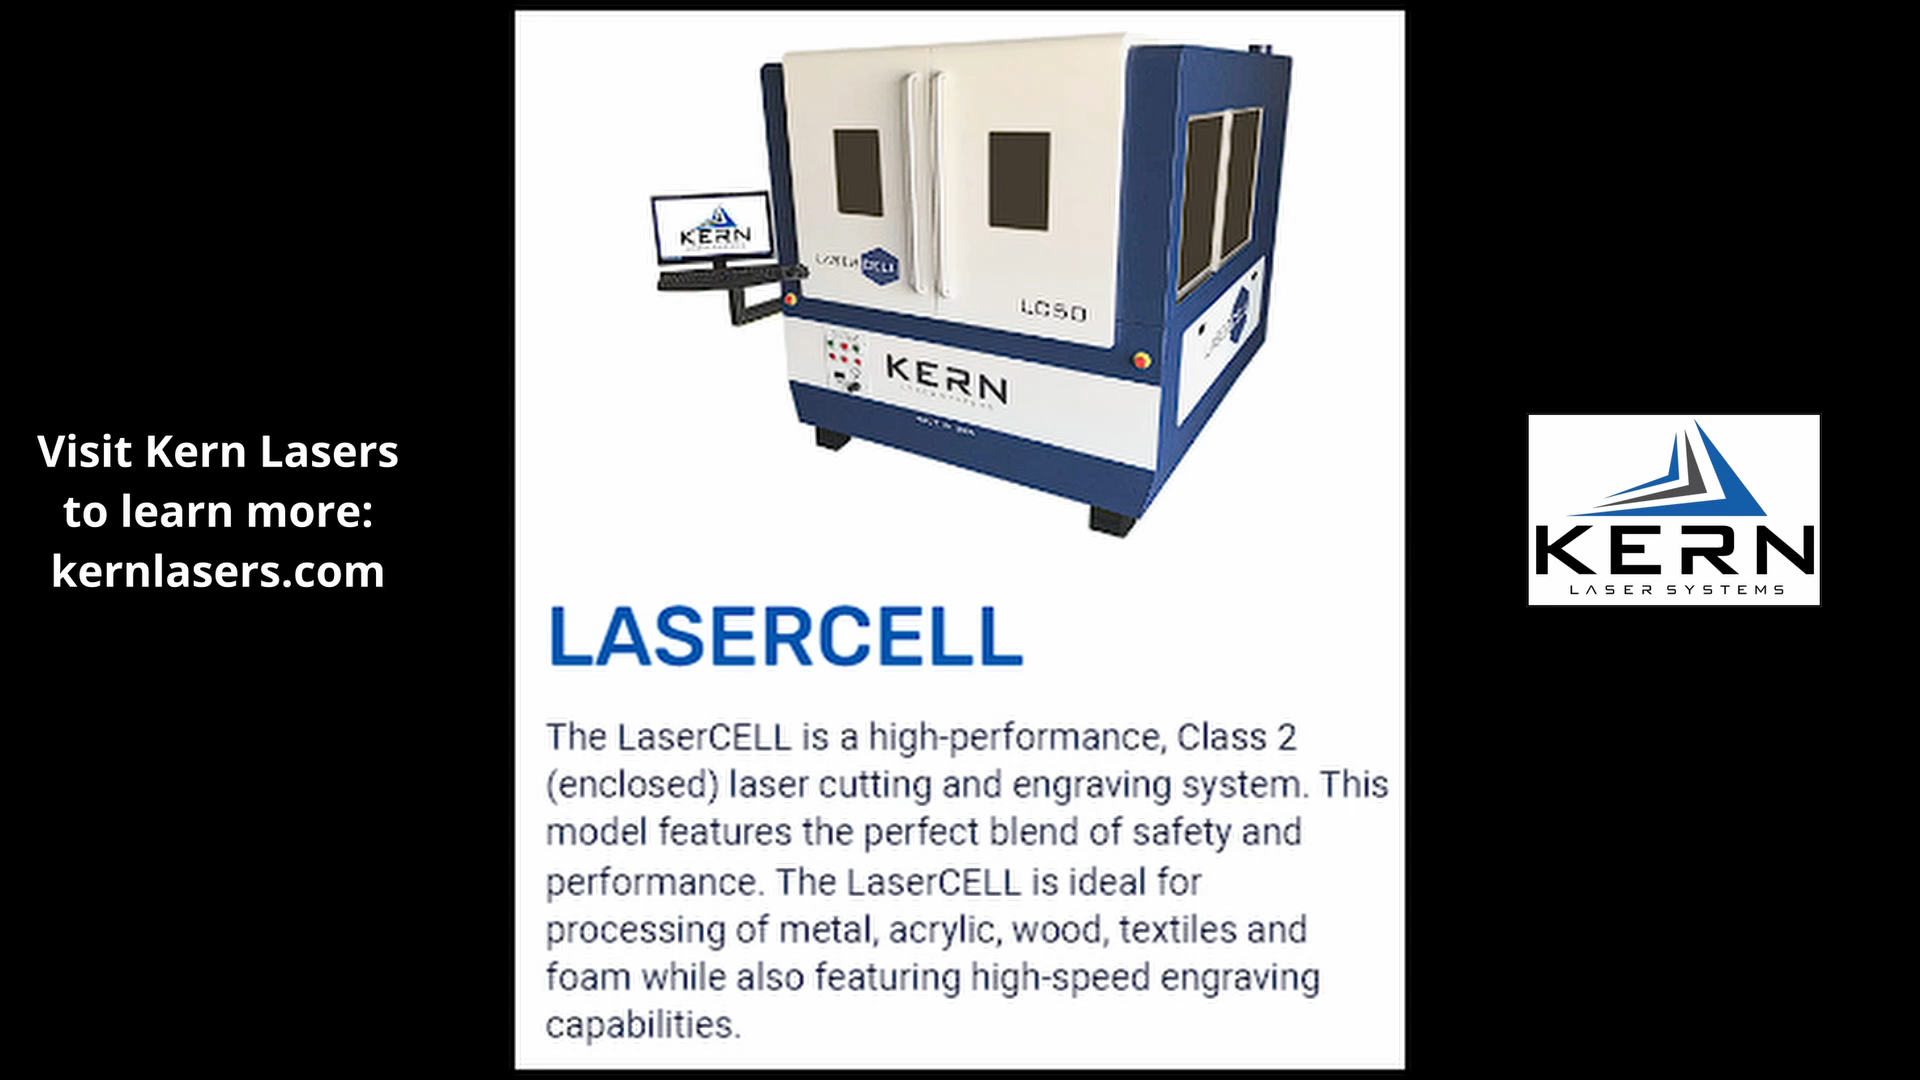 Visit Kern Lasers
to learn more:
kernlasers.com
KERN
LASERCELL
LC50
KERN
LASERCELL
The LaserCELL is a high-performance, Class 2
(enclosed) laser cutting and engraving system. This
model features the perfect blend of safety and
performance. The LaserCELL is ideal for
processing of metal, acrylic, wood, textiles and
foam while also featuring high-speed engraving
capabilities.
KERN
LASER SYSTEMS